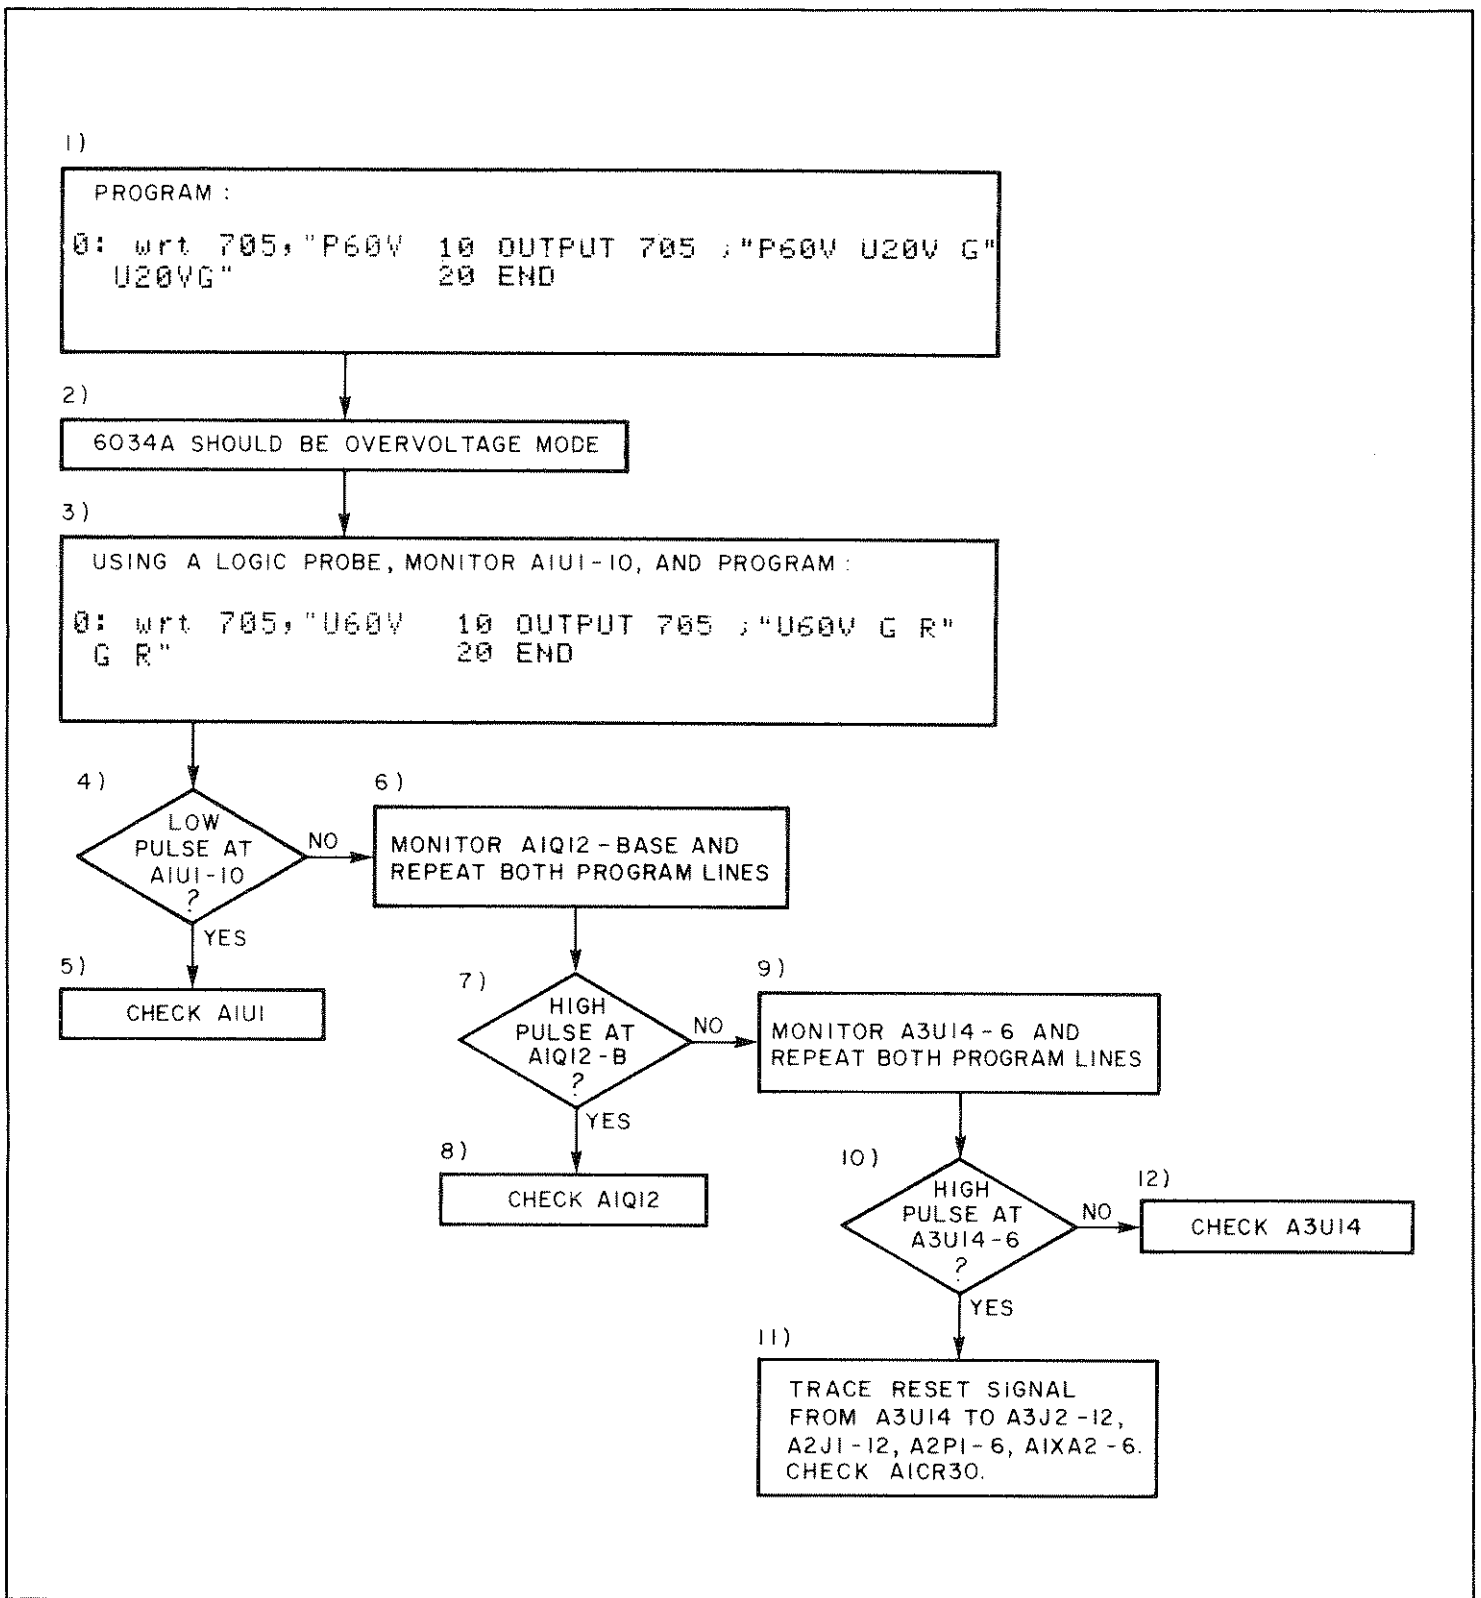 1)
PROGRAM :
0: wrt 705,"P60V 10 OUTPUT 705 ;"P60V U20V G"
U20VG" 20 END
2)
6034A SHOULD BE OVERVOLTAGE MODE
3)
USING A LOGIC PROBE, MONITOR A1U1-10, AND PROGRAM :
0: wrt 705,"U60V 10 OUTPUT 705 ;"U60V G R"
G R" 20 END
4)
LOW
PULSE AT
A1U1-10
?
NO
YES
5)
CHECK A1U1
6)
MONITOR A1Q12-BASE AND
REPEAT BOTH PROGRAM LINES
7)
HIGH
PULSE AT
A1Q12-B
?
NO
YES
8)
CHECK A1Q12
9)
MONITOR A3U14-6 AND
REPEAT BOTH PROGRAM LINES
10)
HIGH
PULSE AT
A3U14-6
?
NO
YES
11)
TRACE RESET SIGNAL
FROM A3U14 TO A3J2-12,
A2J1-12, A2P1-6, A1XA2-6.
CHECK A1CR30.
12)
CHECK A3U14